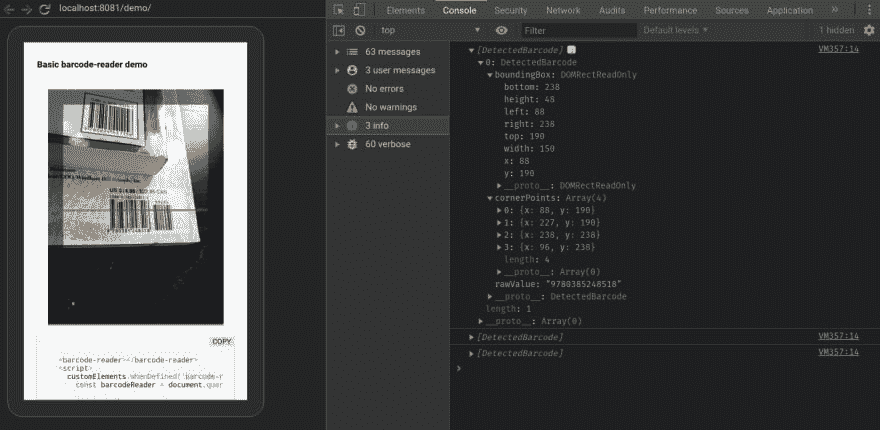 localhost:8081/demo/
Basic barcode-reader demo
COPY
<barcode-reader></barcode-reader>
<script>
customElements.whenDefined('barcode-r
const barcodeReader = document.quer
Elements Console Security Network Audits Performance Sources Application »
top Filter Default levels ▼ 1 hidden
63 messages
3 user messages
No errors
No warnings
3 info
60 verbose
[DetectedBarcode] VM357:14
0: DetectedBarcode
boundingBox: DOMRectReadOnly
bottom: 238
height: 48
left: 88
right: 238
top: 190
width: 150
x: 88
y: 190
__proto__: DOMRectReadOnly
cornerPoints: Array(4)
0: {x: 88, y: 190}
1: {x: 227, y: 190}
2: {x: 238, y: 238}
3: {x: 96, y: 238}
length: 4
__proto__: Array(0)
rawValue: "9780385248518"
__proto__: DetectedBarcode
length: 1
__proto__: Array(0)
[DetectedBarcode] VM357:14
[DetectedBarcode] VM357:14